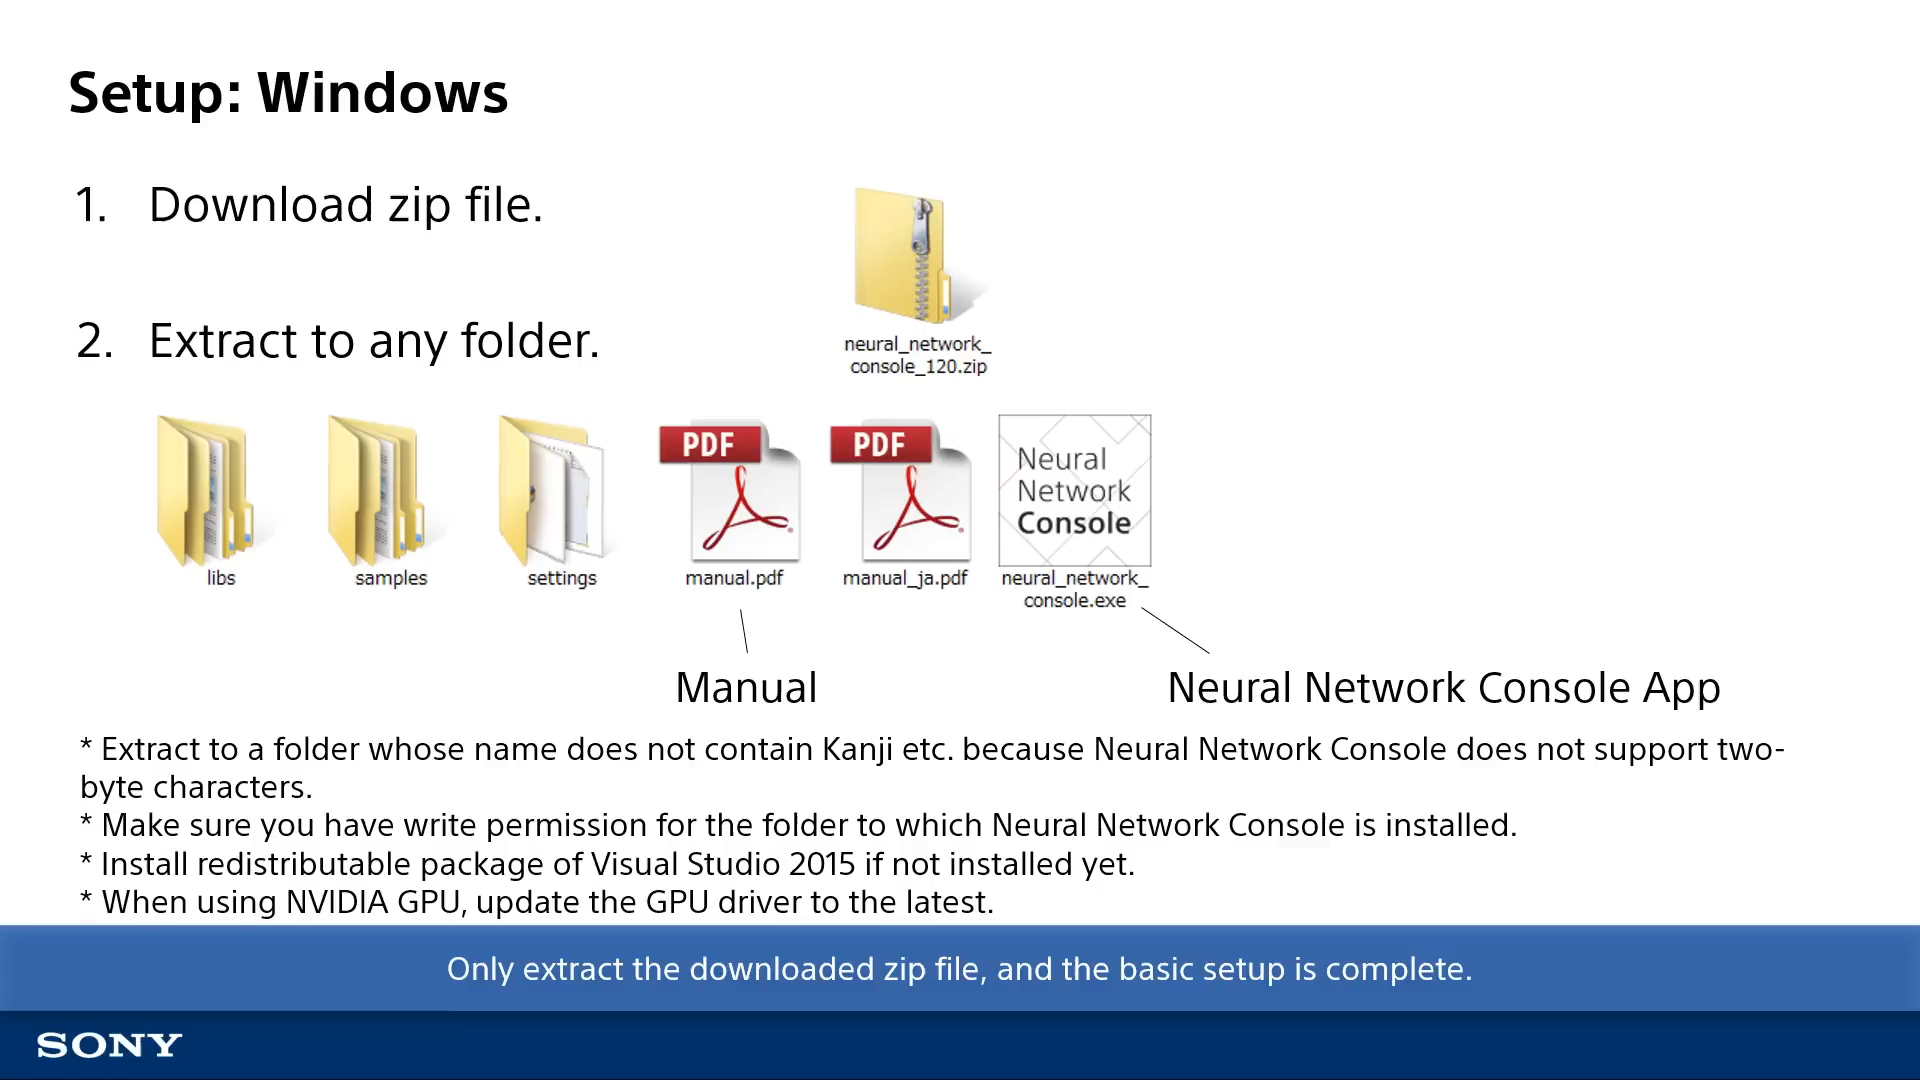 Setup: Windows
1. Download zip file.
neural_network_
console_120.zip
2. Extract to any folder.
libs
samples
settings
PDF
manual.pdf
PDF
manual_ja.pdf
Neural
Network
Console
neural_network_
console.exe
Manual
Neural Network Console App
* Extract to a folder whose name does not contain Kanji etc. because Neural Network Console does not support two-
byte characters.
* Make sure you have write permission for the folder to which Neural Network Console is installed.
* Install redistributable package of Visual Studio 2015 if not installed yet.
* When using NVIDIA GPU, update the GPU driver to the latest.
Only extract the downloaded zip file, and the basic setup is complete.
SONY